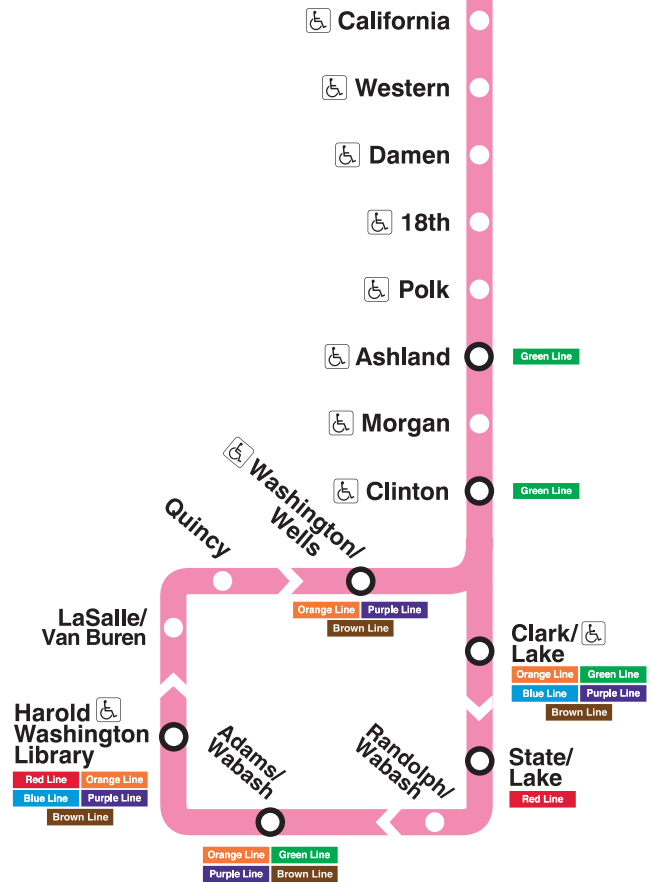 California
Western
Damen
18th
Polk
Ashland
Green Line
Morgan
Clinton
Green Line
Washington/
Wells
Orange Line Purple Line
Brown Line
Quincy
LaSalle/
Van Buren
Clark/
Lake
Orange Line Green Line
Blue Line Purple Line
Brown Line
Harold
Washington
Library
Red Line Orange Line
Blue Line Purple Line
Brown Line
Adams/
Wabash
Orange Line Green Line
Purple Line Brown Line
Randolph/
Wabash
State/
Lake
Red Line